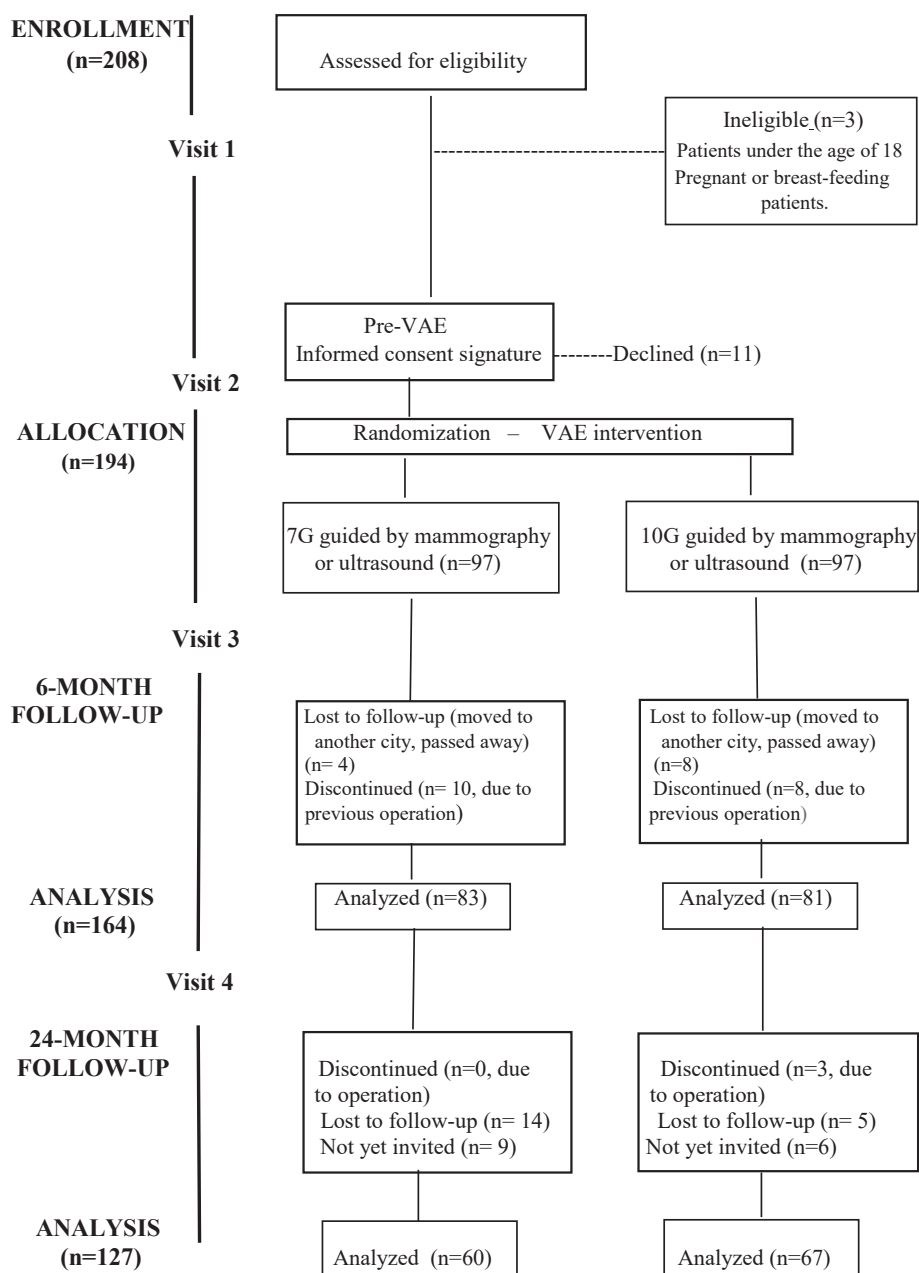 ENROLLMENT
(n=208)
Assessed for eligibility
Ineligible (n=3)
Patients under the age of 18
Pregnant or breast-feeding
patients.
Visit 1
Pre-VAE
Informed consent signature
Declined (n=11)
Visit 2
ALLOCATION
(n=194)
Randomization – VAE intervention
7G guided by mammography
or ultrasound (n=97)
10G guided by mammography
or ultrasound (n=97)
Visit 3
6-MONTH
FOLLOW-UP
Lost to follow-up (moved to
another city, passed away)
(n= 4)
Discontinued (n= 10, due to
previous operation)
Lost to follow-up (moved to
another city, passed away)
(n=8)
Discontinued (n=8, due to
previous operation)
ANALYSIS
(n=164)
Analyzed (n=83)
Analyzed (n=81)
Visit 4
24-MONTH
FOLLOW-UP
Discontinued (n=0, due
to operation)
Lost to follow-up (n= 14)
Not yet invited (n= 9)
Discontinued (n=3, due
to operation)
Lost to follow-up (n= 5)
Not yet invited (n=6)
ANALYSIS
(n=127)
Analyzed (n=60)
Analyzed (n=67)